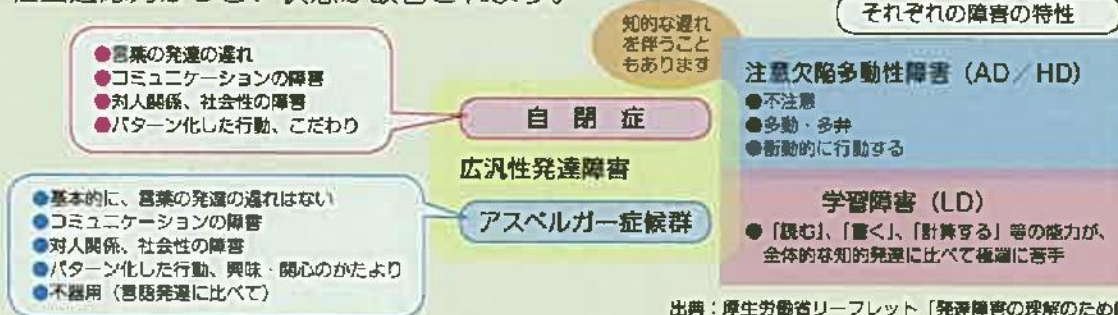 それぞれの障害の特性
●言葉の発達の遅れ
●コミュニケーションの障害
●対人関係、社会性の障害
●パターン化した行動、こだわり
知的な遅れ
を伴うこと
もあります
自閉症
広汎性発達障害
アスペルガー症候群
●基本的に、言葉の発達の遅れはない
●コミュニケーションの障害
●対人関係、社会性の障害
●パターン化した行動、興味・関心のかたより
●不器用（言語発達に比べて）
注意欠陥多動性障害（AD／HD）
●不注意
●多動・多弁
●衝動的に行動する
学習障害（LD）
●「読む」、「書く」、「計算する」等の能力が、
全体的な知的発達に比べて極端に苦手
出典：厚生労働省リーフレット「発達障害の理解のため